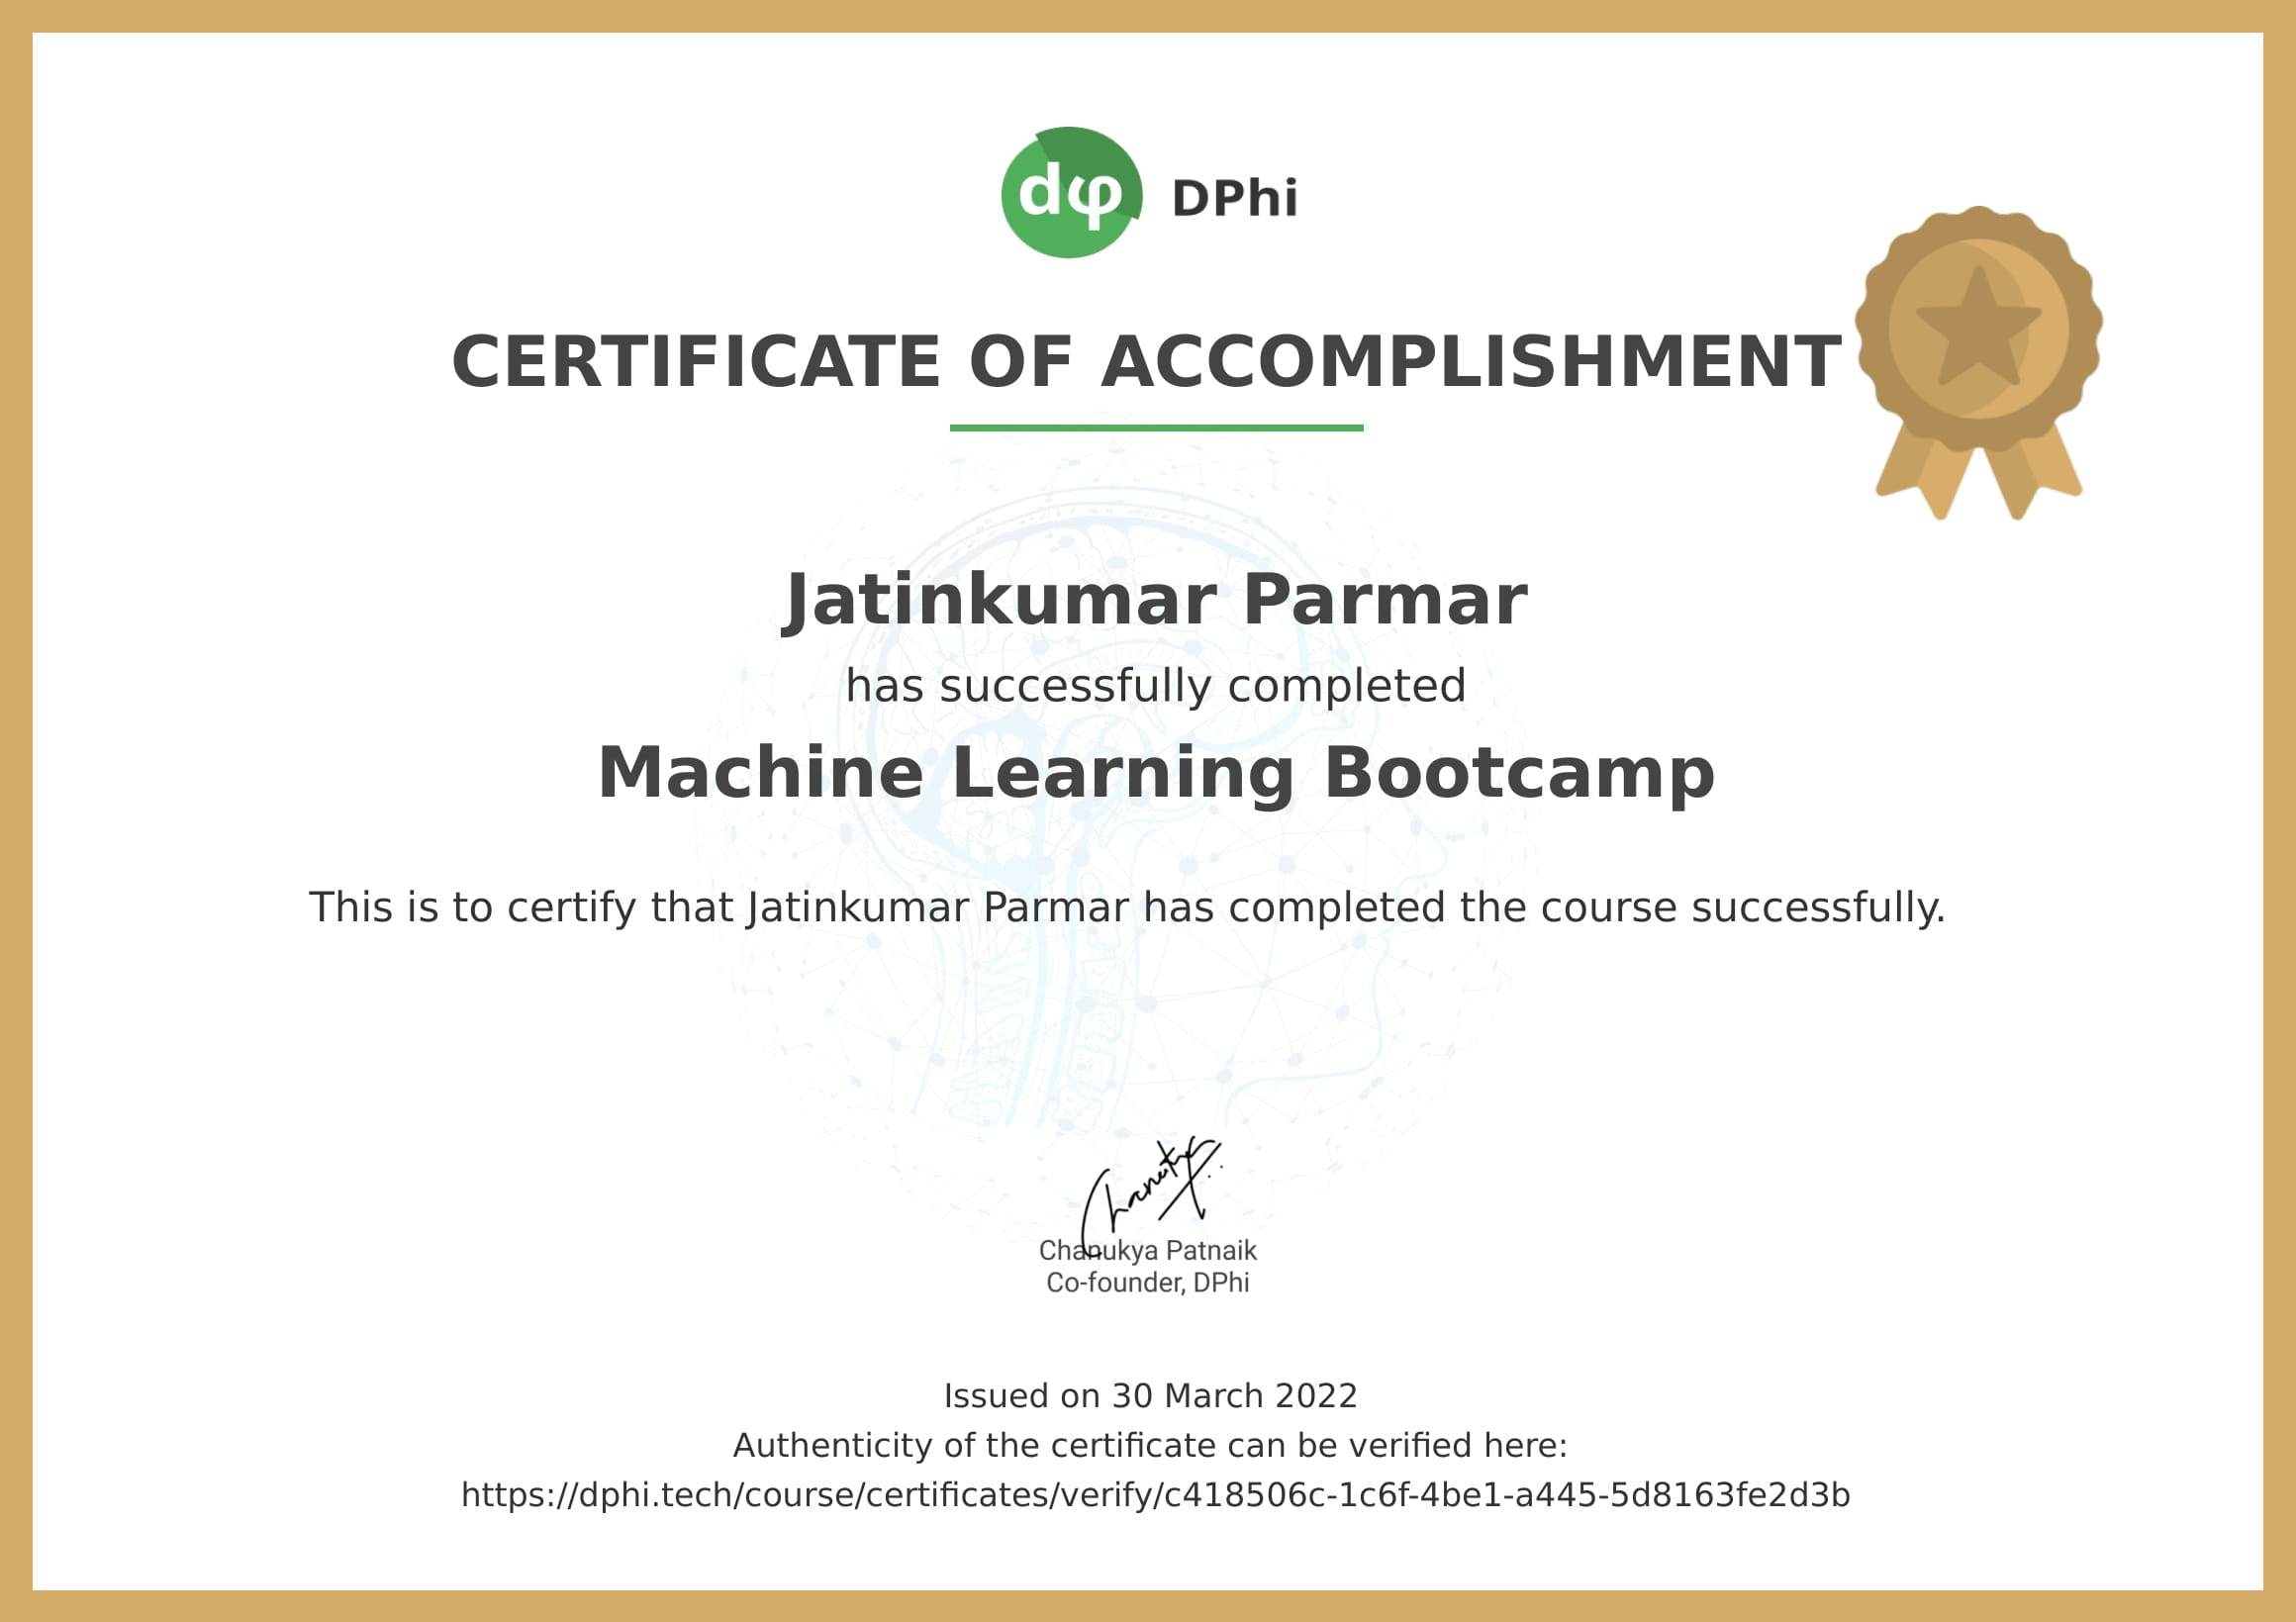 dφ DPhi
CERTIFICATE OF ACCOMPLISHMENT
Jatinkumar Parmar
has successfully completed
Machine Learning Bootcamp
This is to certify that Jatinkumar Parmar has completed the course successfully.
Chanukya Patnaik
Co-founder, DPhi
Issued on 30 March 2022
Authenticity of the certificate can be verified here:
https://dphi.tech/course/certificates/verify/c418506c-1c6f-4be1-a445-5d8163fe2d3b